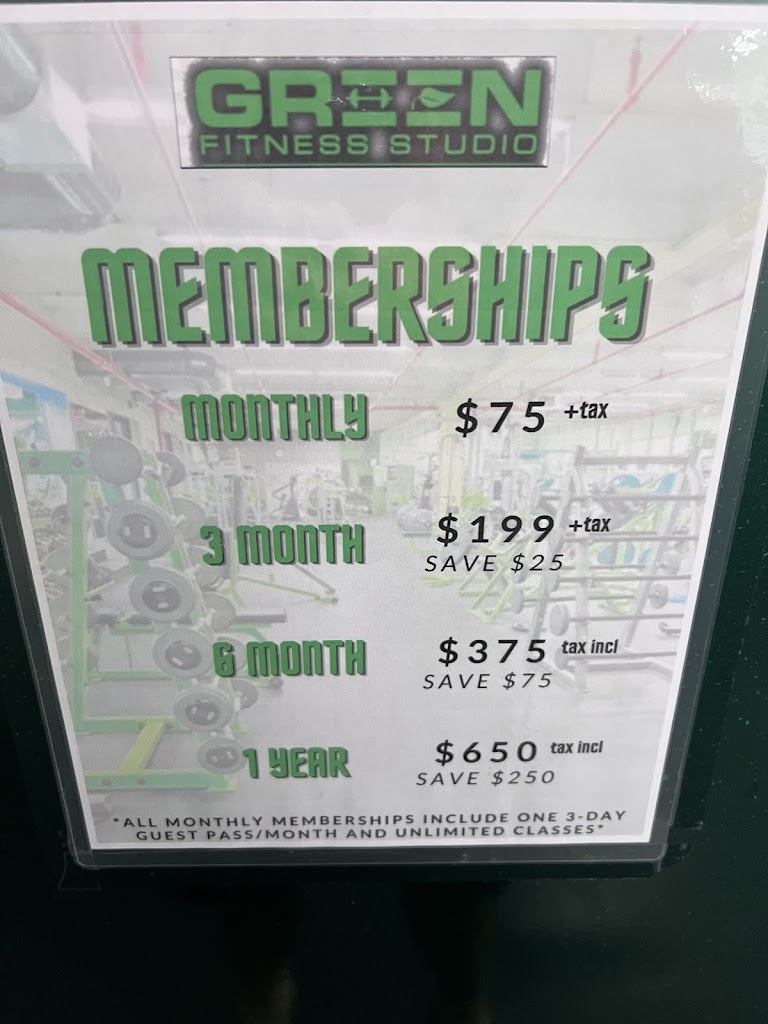 GREEN
FITNESS STUDIO
MEMBERSHIPS
MONTHLY $75 +tax
3 MONTH $199 +tax
SAVE $25
6 MONTH $375 tax incl
SAVE $75
1 YEAR $650 tax incl
SAVE $250
*ALL MONTHLY MEMBERSHIPS INCLUDE ONE 3-DAY
GUEST PASS/MONTH AND UNLIMITED CLASSES*